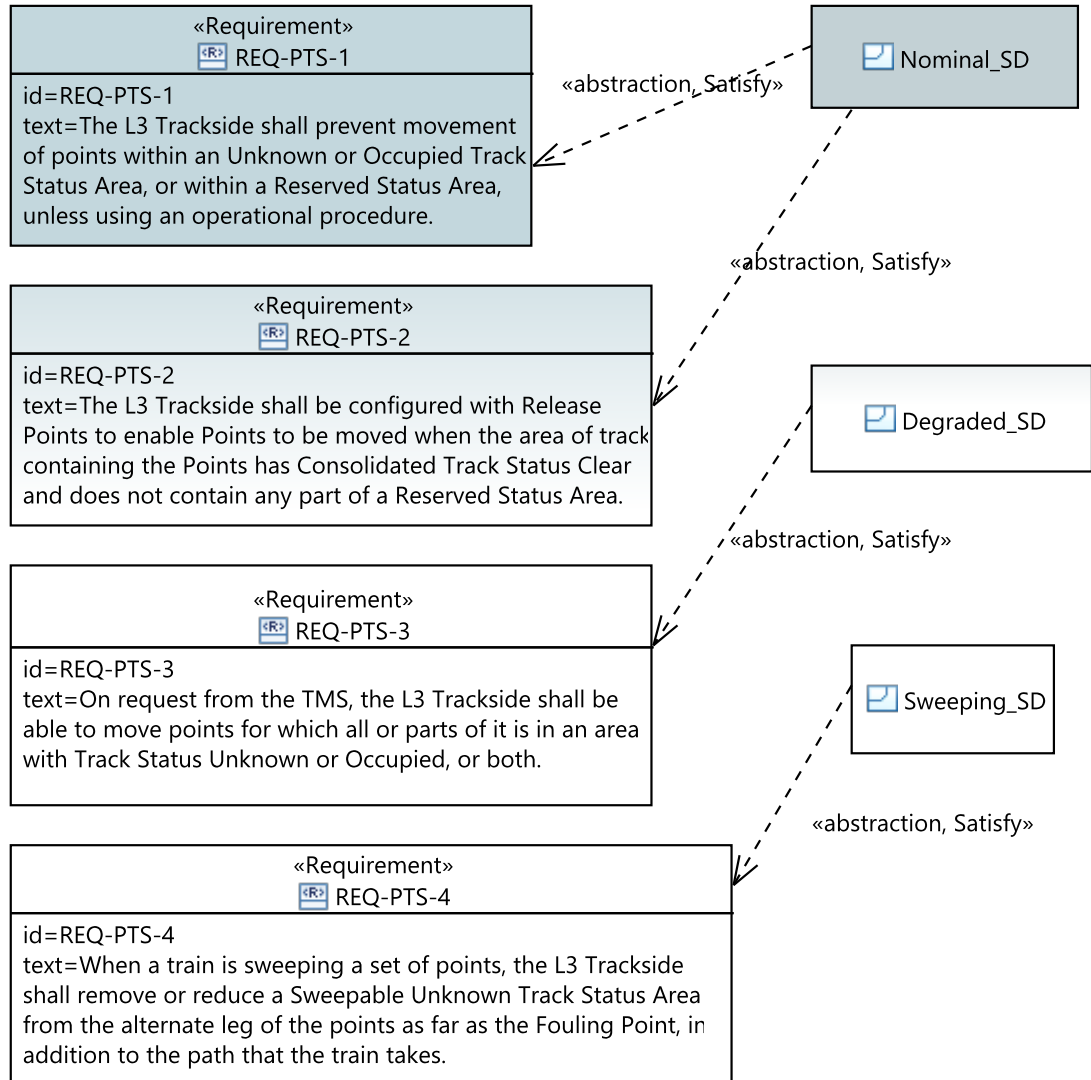 «Requirement»
REQ-PTS-1
id=REQ-PTS-1
text=The L3 Trackside shall prevent movement
of points within an Unknown or Occupied Track
Status Area, or within a Reserved Status Area,
unless using an operational procedure.
Nominal_SD
«abstraction, Satisfy»
«abstraction, Satisfy»
«Requirement»
REQ-PTS-2
id=REQ-PTS-2
text=The L3 Trackside shall be configured with Release
Points to enable Points to be moved when the area of track
containing the Points has Consolidated Track Status Clear
and does not contain any part of a Reserved Status Area.
Degraded_SD
«abstraction, Satisfy»
«Requirement»
REQ-PTS-3
id=REQ-PTS-3
text=On request from the TMS, the L3 Trackside shall be
able to move points for which all or parts of it is in an area
with Track Status Unknown or Occupied, or both.
Sweeping_SD
«abstraction, Satisfy»
«Requirement»
REQ-PTS-4
id=REQ-PTS-4
text=When a train is sweeping a set of points, the L3 Trackside
shall remove or reduce a Sweepable Unknown Track Status Area
from the alternate leg of the points as far as the Fouling Point, in
addition to the path that the train takes.